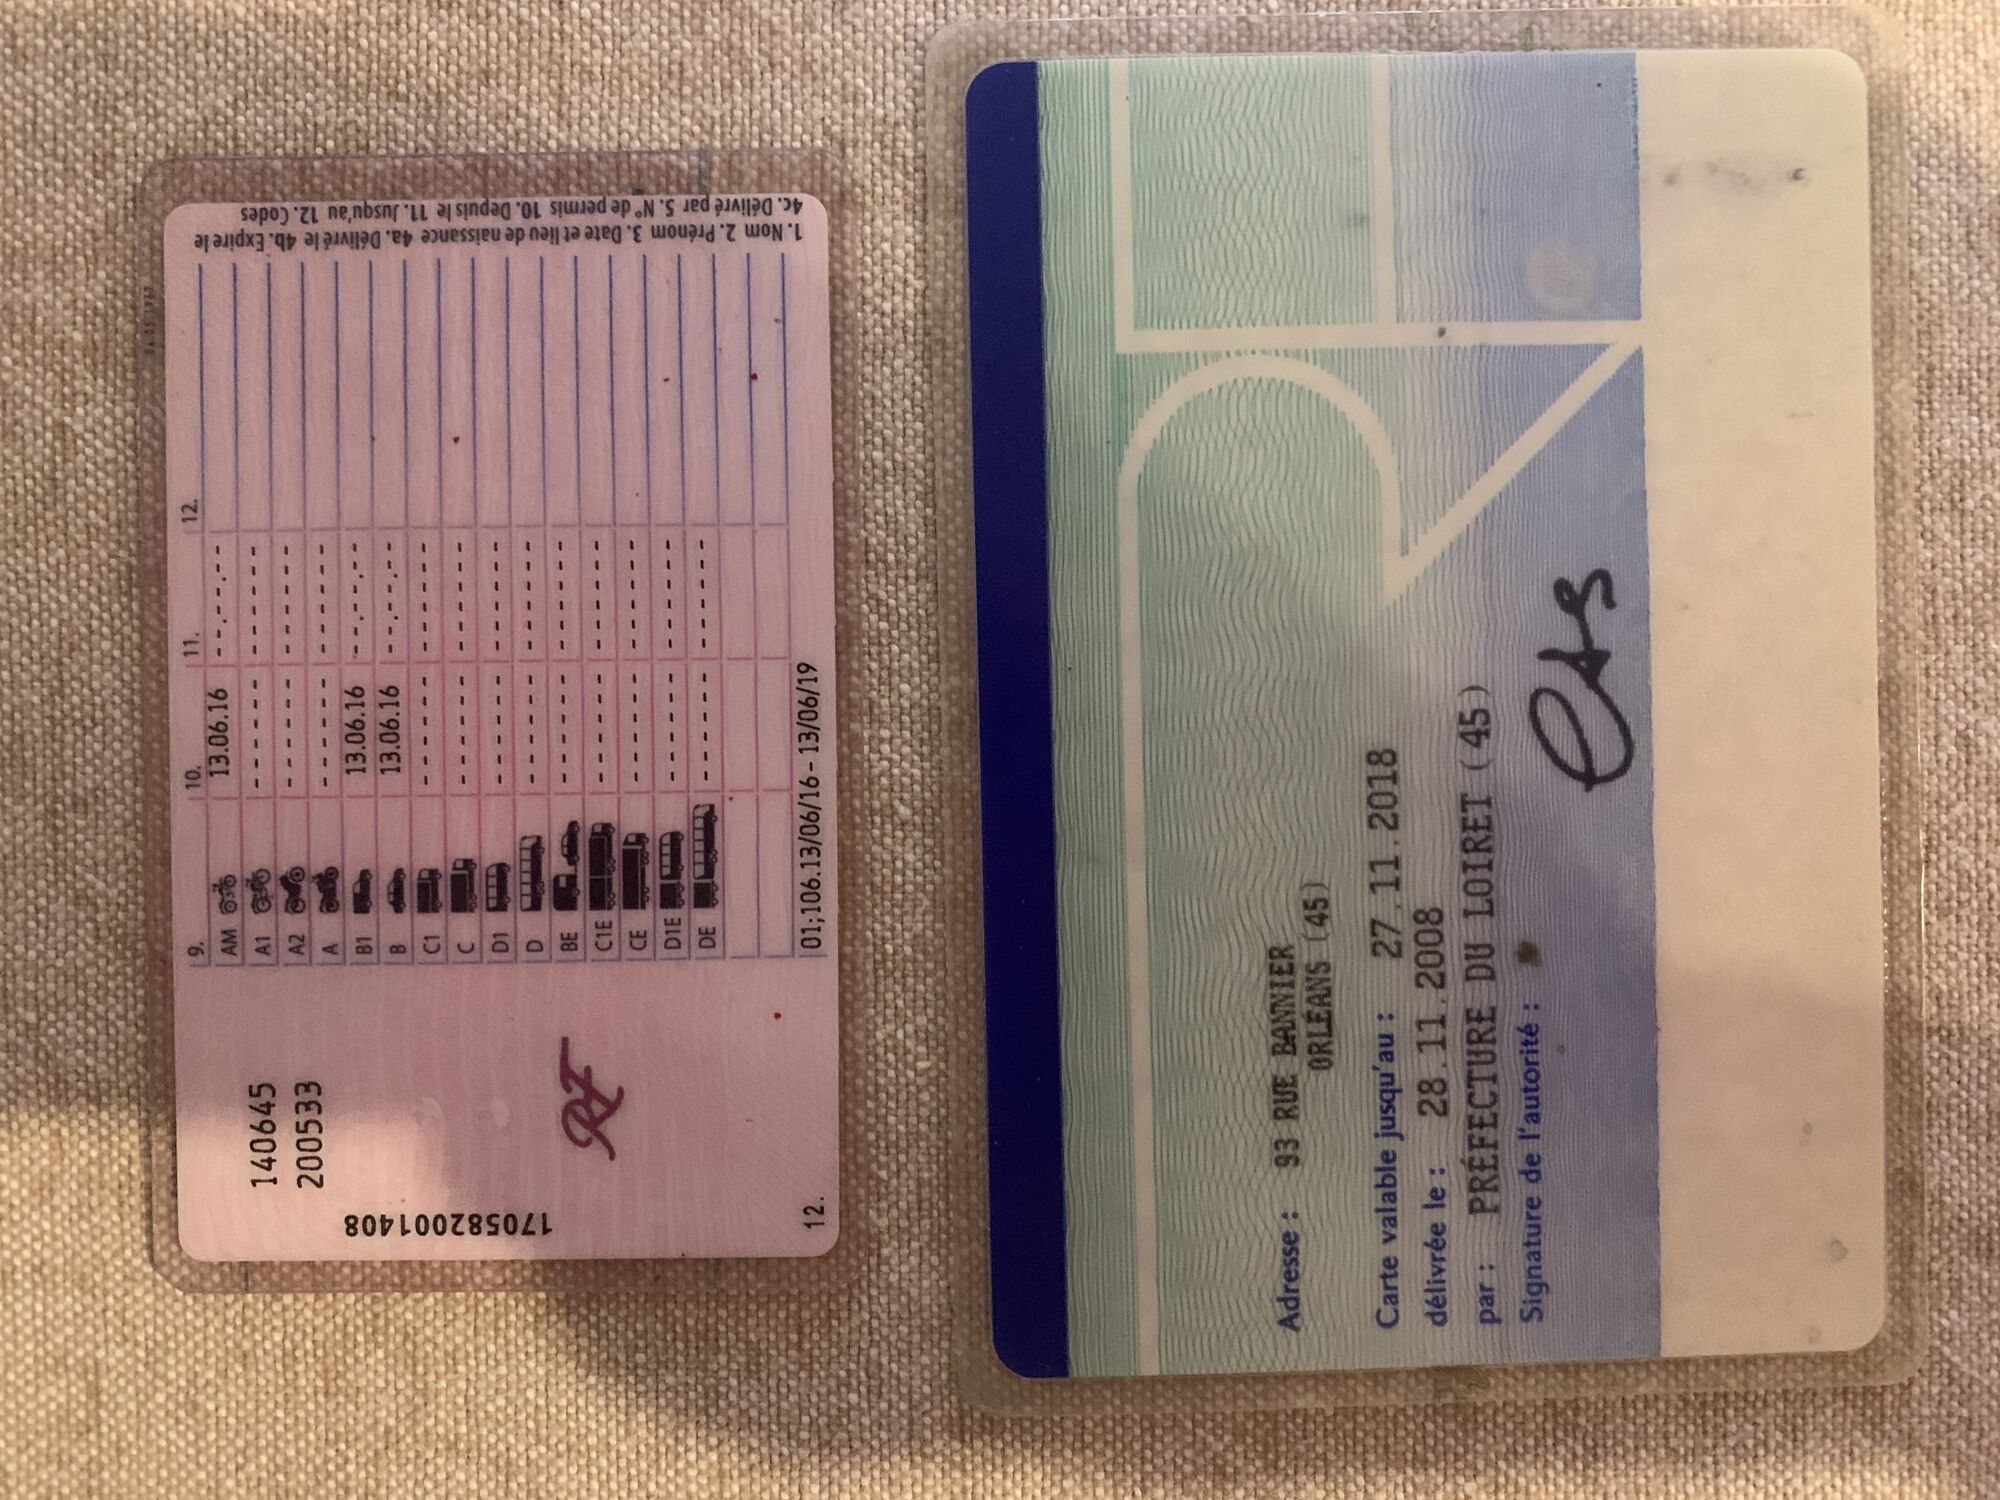 1. Nom 2. Prénom 3. Date et lieu de naissance 4a. Délivré le 4b. Expire le
4c. Délivré par 5. N° de permis 10. Depuis le 11. Jusqu'au 12. Codes
9. 10. 11. 12.
AM 13.06.16 --.--.--
A1 ------- -------
A2 ------- -------
A ------- -------
B1 13.06.16 --.--.--
B 13.06.16 --.--.--
C1 ------- -------
C ------- -------
D1 ------- -------
D ------- -------
BE ------- -------
C1E ------- -------
CE ------- -------
D1E ------- -------
DE ------- -------
01;106.13/06/16-13/06/19
140645
200533
170582001408
RF
12.
Adresse : 93 RUE BANNIER
ORLÉANS (45)
Carte valable jusqu'au : 27.11.2018
délivrée le : 28.11.2008
par : PRÉFECTURE DU LOIRET (45)
Signature de l'autorité :